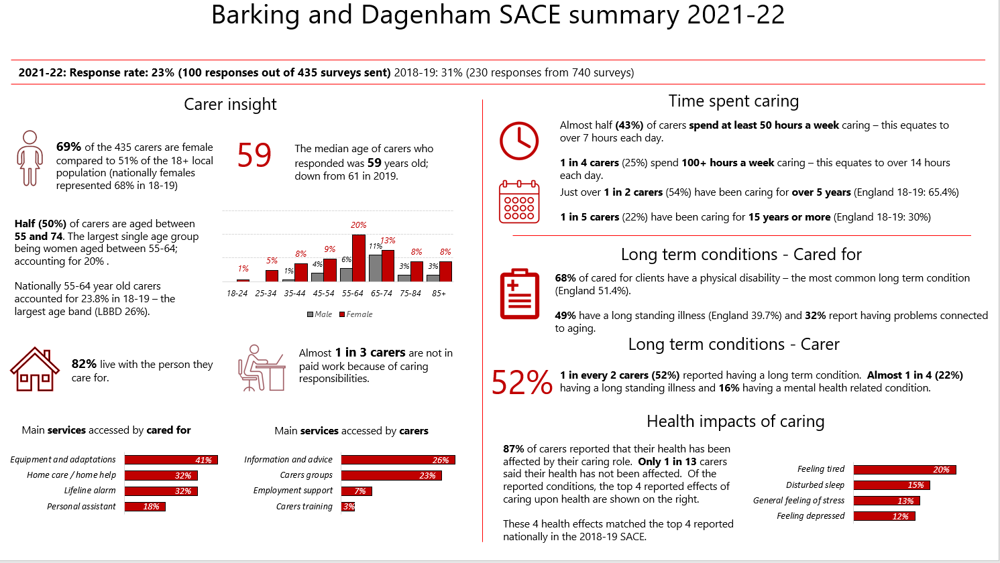 Barking and Dagenham SACE summary 2021-22
2021-22: Response rate: 23% (100 responses out of 435 surveys sent) 2018-19: 31% (230 responses from 740 surveys)
Carer insight
69% of the 435 carers are female
compared to 51% of the 18+ local
population (nationally females
represented 68% in 18-19)
59
The median age of carers who
responded was 59 years old;
down from 61 in 2019.
Half (50%) of carers are aged between
55 and 74. The largest single age group
being women aged between 55-64;
accounting for 20% .
Nationally 55-64 year old carers
accounted for 23.8% in 18-19 – the
largest age band (LBBD 26%).
1% 5% 1% 8% 4% 9% 6% 20% 11% 13% 3% 8% 3% 8%
18-24 25-34 35-44 45-54 55-64 65-74 75-84 85+
Male Female
82% live with the person they
care for.
Almost 1 in 3 carers are not in
paid work because of caring
responsibilities.
Main services accessed by cared for
Equipment and adaptations 41%
Home care / home help 32%
Lifeline alarm 32%
Personal assistant 18%
Main services accessed by carers
Information and advice 26%
Carers groups 23%
Employment support 7%
Carers training 3%
Time spent caring
Almost half (43%) of carers spend at least 50 hours a week caring – this equates to
over 7 hours each day.
1 in 4 carers (25%) spend 100+ hours a week caring – this equates to over 14 hours
each day.
Just over 1 in 2 carers (54%) have been caring for over 5 years (England 18-19: 65.4%)
1 in 5 carers (22%) have been caring for 15 years or more (England 18-19: 30%)
Long term conditions - Cared for
68% of cared for clients have a physical disability – the most common long term condition
(England 51.4%).
49% have a long standing illness (England 39.7%) and 32% report having problems connected
to aging.
Long term conditions - Carer
52%
1 in every 2 carers (52%) reported having a long term condition. Almost 1 in 4 (22%)
having a long standing illness and 16% having a mental health related condition.
Health impacts of caring
87% of carers reported that their health has been
affected by their caring role. Only 1 in 13 carers
said their health has not been affected. Of the
reported conditions, the top 4 reported effects of
caring upon health are shown on the right.
These 4 health effects matched the top 4 reported
nationally in the 2018-19 SACE.
Feeling tired 20%
Disturbed sleep 15%
General feeling of stress 13%
Feeling depressed 12%